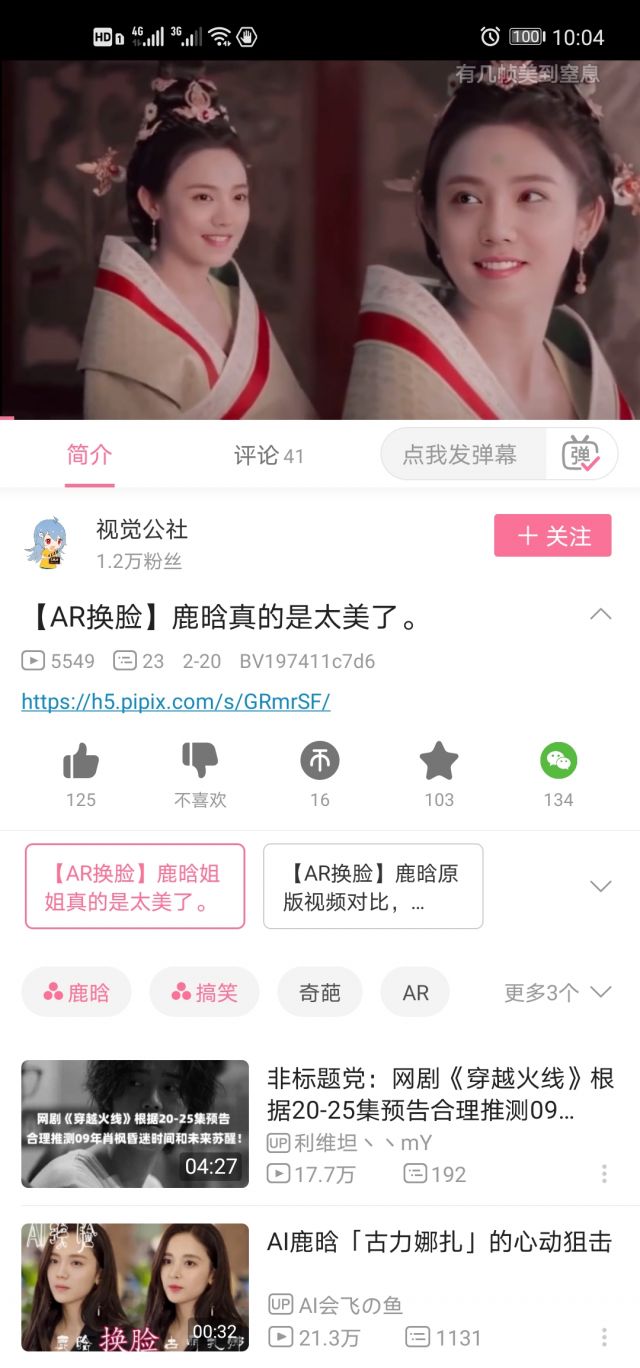 HD 1 4G 3G 100 10:04
有几帧美到窒息
简介 评论 41 点我发弹幕 弹
视觉公社
1.2万粉丝
+ 关注
【AR换脸】鹿晗真的是太美了。
5549 23 2-20 BV197411c7d6
https://h5.pipix.com/s/GRmrSF/
125 不喜欢 16 103 134
【AR换脸】鹿晗姐
姐真的是太美了。
【AR换脸】鹿晗原
版视频对比，...
鹿晗 搞笑 奇葩 AR 更多3个
网剧《穿越火线》根据20-25集预告
合理推测09年肖枫昏迷时间和未来苏醒！
04:27
非标题党：网剧《穿越火线》根
据20-25集预告合理推测09...
UP 利维坦丶丶mY
17.7万 192
AI换脸
换脸
00:32
AI鹿晗「古力娜扎」的心动狙击
UP AI会飞の鱼
21.3万 1131